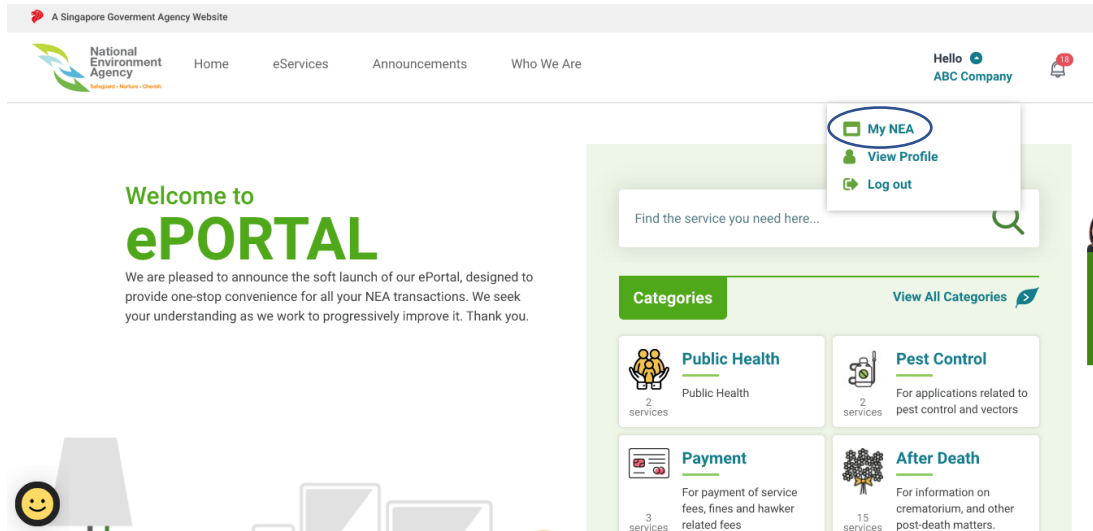 A Singapore Goverment Agency Website
National
Environment
Agency
Safeguard • Nurture • Cherish
Home
eServices
Announcements
Who We Are
Hello
ABC Company
18
My NEA
View Profile
Log out
Welcome to
ePORTAL
We are pleased to announce the soft launch of our ePortal, designed to
provide one-stop convenience for all your NEA transactions. We seek
your understanding as we work to progressively improve it. Thank you.
Find the service you need here...
Categories
View All Categories
Public Health
Public Health
2
services
Pest Control
For applications related to
pest control and vectors
2
services
Payment
For payment of service
fees, fines and hawker
related fees
3
services
After Death
For information on
crematorium, and other
post-death matters.
15
services